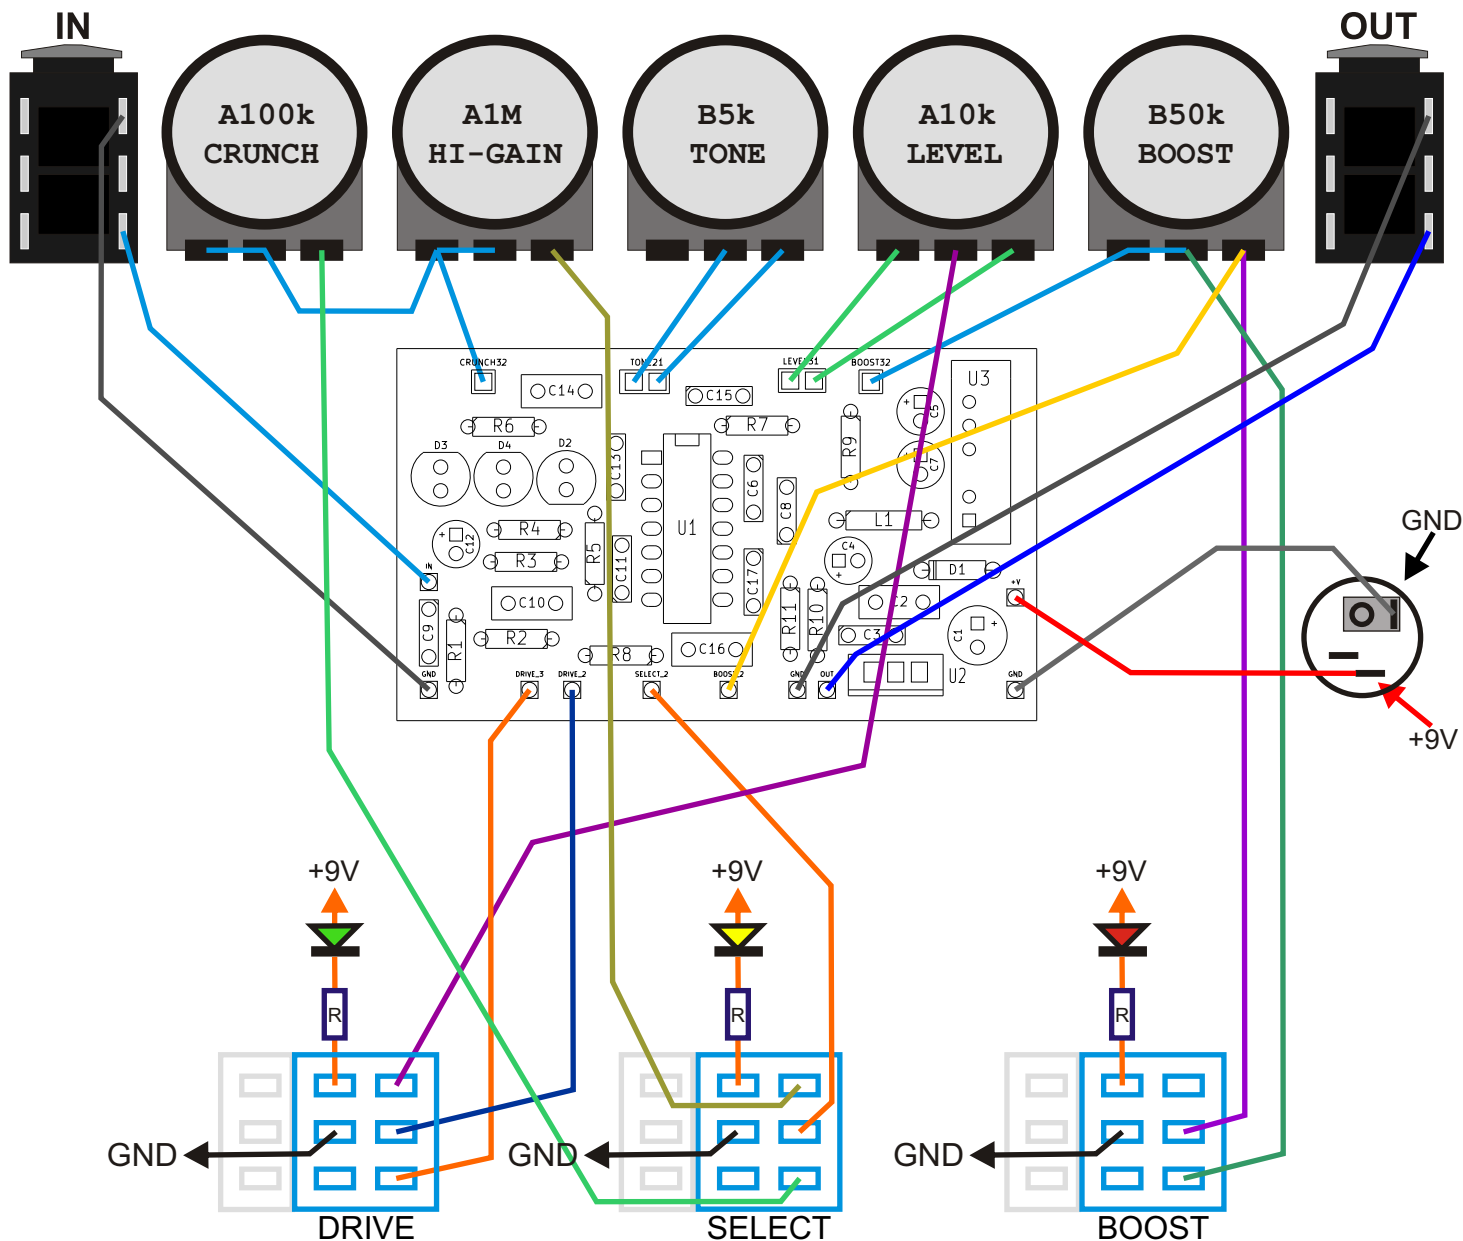 IN
OUT
A100k
CRUNCH
A1M
HI-GAIN
B5k
TONE
A10k
LEVEL
B50k
BOOST
CRUNCH32
LEVEL31
BOOST32
C14
C15
U3
R6
R7
C5
D3
D4
D2
C13
R9
C7
C6
C8
U1
L1
R4
C12
R5
R3
C11
C4
C17
D1
GND
IN
+V
C10
C2
C9
R1
R2
R11
R10
C3
C1
R8
C16
U2
GND
DRIVE_3
DRIVE_2
SELECT_2
GND
OUT
GND
+9V
+9V
+9V
+9V
R
R
R
GND
GND
GND
DRIVE
SELECT
BOOST